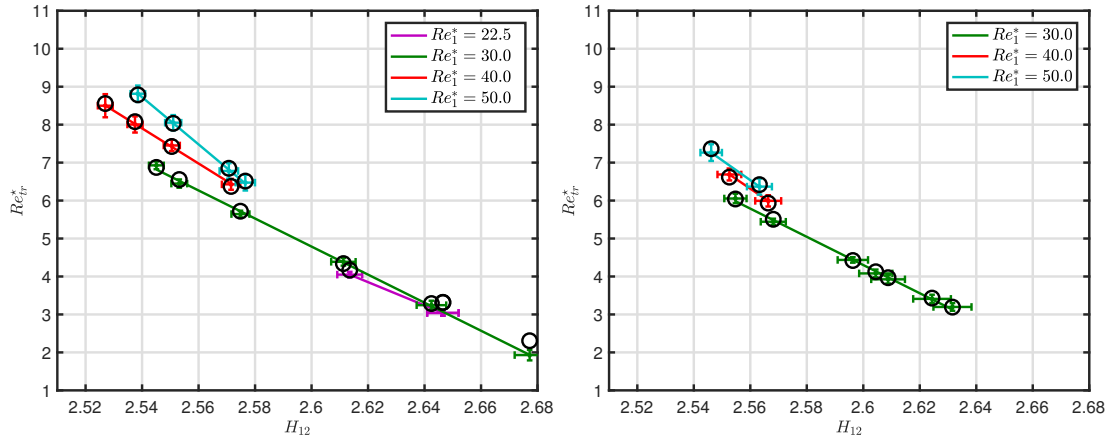 11
10
9
8
7
6
5
4
3
2
1
Re*tr
2.52 2.54 2.56 2.58 2.6 2.62 2.64 2.66 2.68
H12
Re*1 = 22.5
Re*1 = 30.0
Re*1 = 40.0
Re*1 = 50.0
11
10
9
8
7
6
5
4
3
2
1
Re*tr
2.52 2.54 2.56 2.58 2.6 2.62 2.64 2.66 2.68
H12
Re*1 = 30.0
Re*1 = 40.0
Re*1 = 50.0